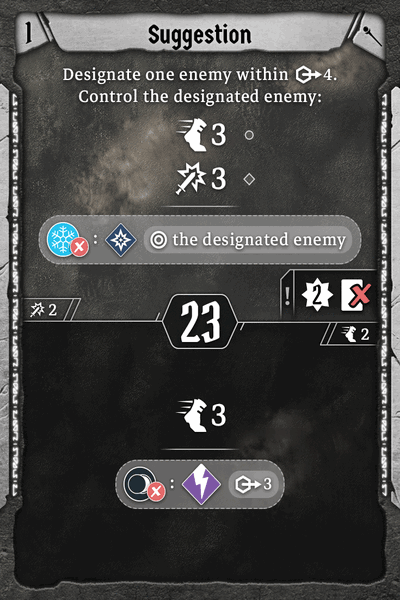 1
Suggestion
Designate one enemy within 4.
Control the designated enemy:
3
3
: the designated enemy
! 2
2
23
2
3
: 3